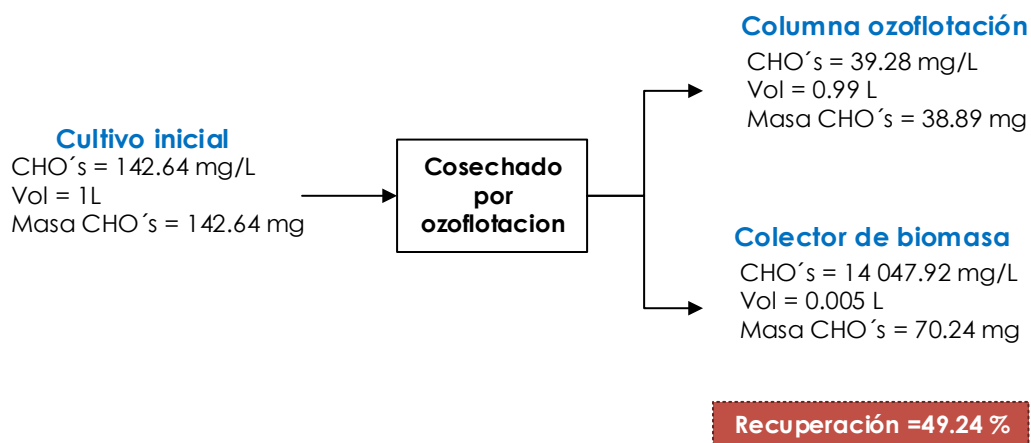 Cultivo inicial
CHO´s = 142.64 mg/L
Vol = 1L
Masa CHO´s = 142.64 mg
Cosechado
por
ozoflotacion
Columna ozoflotación
CHO´s = 39.28 mg/L
Vol = 0.99 L
Masa CHO´s = 38.89 mg
Colector de biomasa
CHO´s = 14 047.92 mg/L
Vol = 0.005 L
Masa CHO´s = 70.24 mg
Recuperación =49.24 %